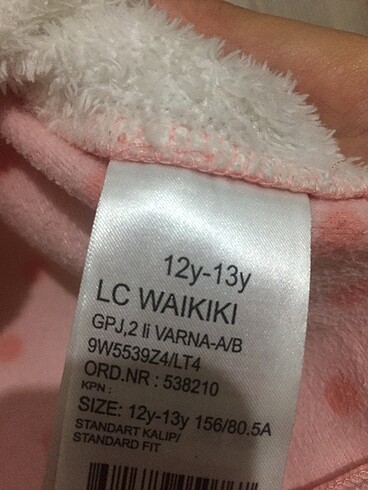 12y-13y
LC WAIKIKI
GPJ,2 li VARNA-A/B
9W5539Z4/LT4
ORD.NR : 538210
KPN :
SIZE: 12y-13y 156/80.5A
STANDART KALIP/
STANDARD FIT